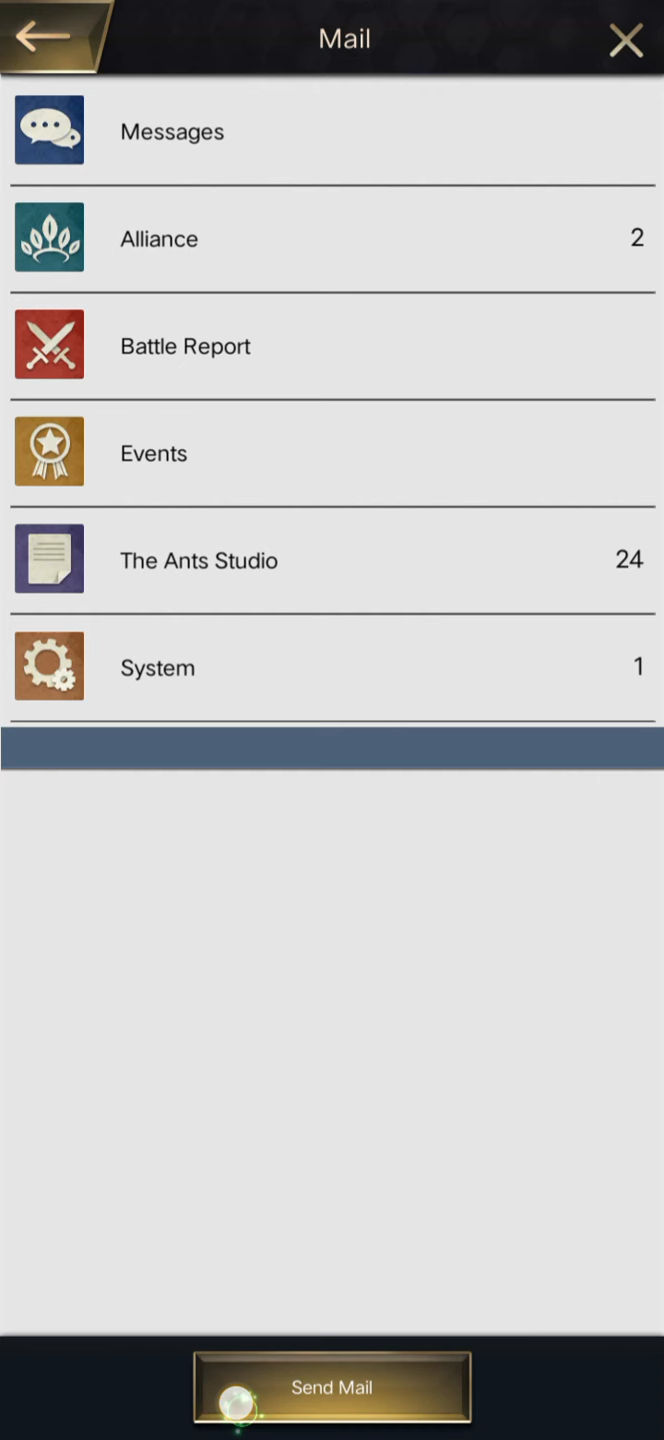 Mail
Messages
Alliance 2
Battle Report
Events
The Ants Studio 24
System 1
Send Mail